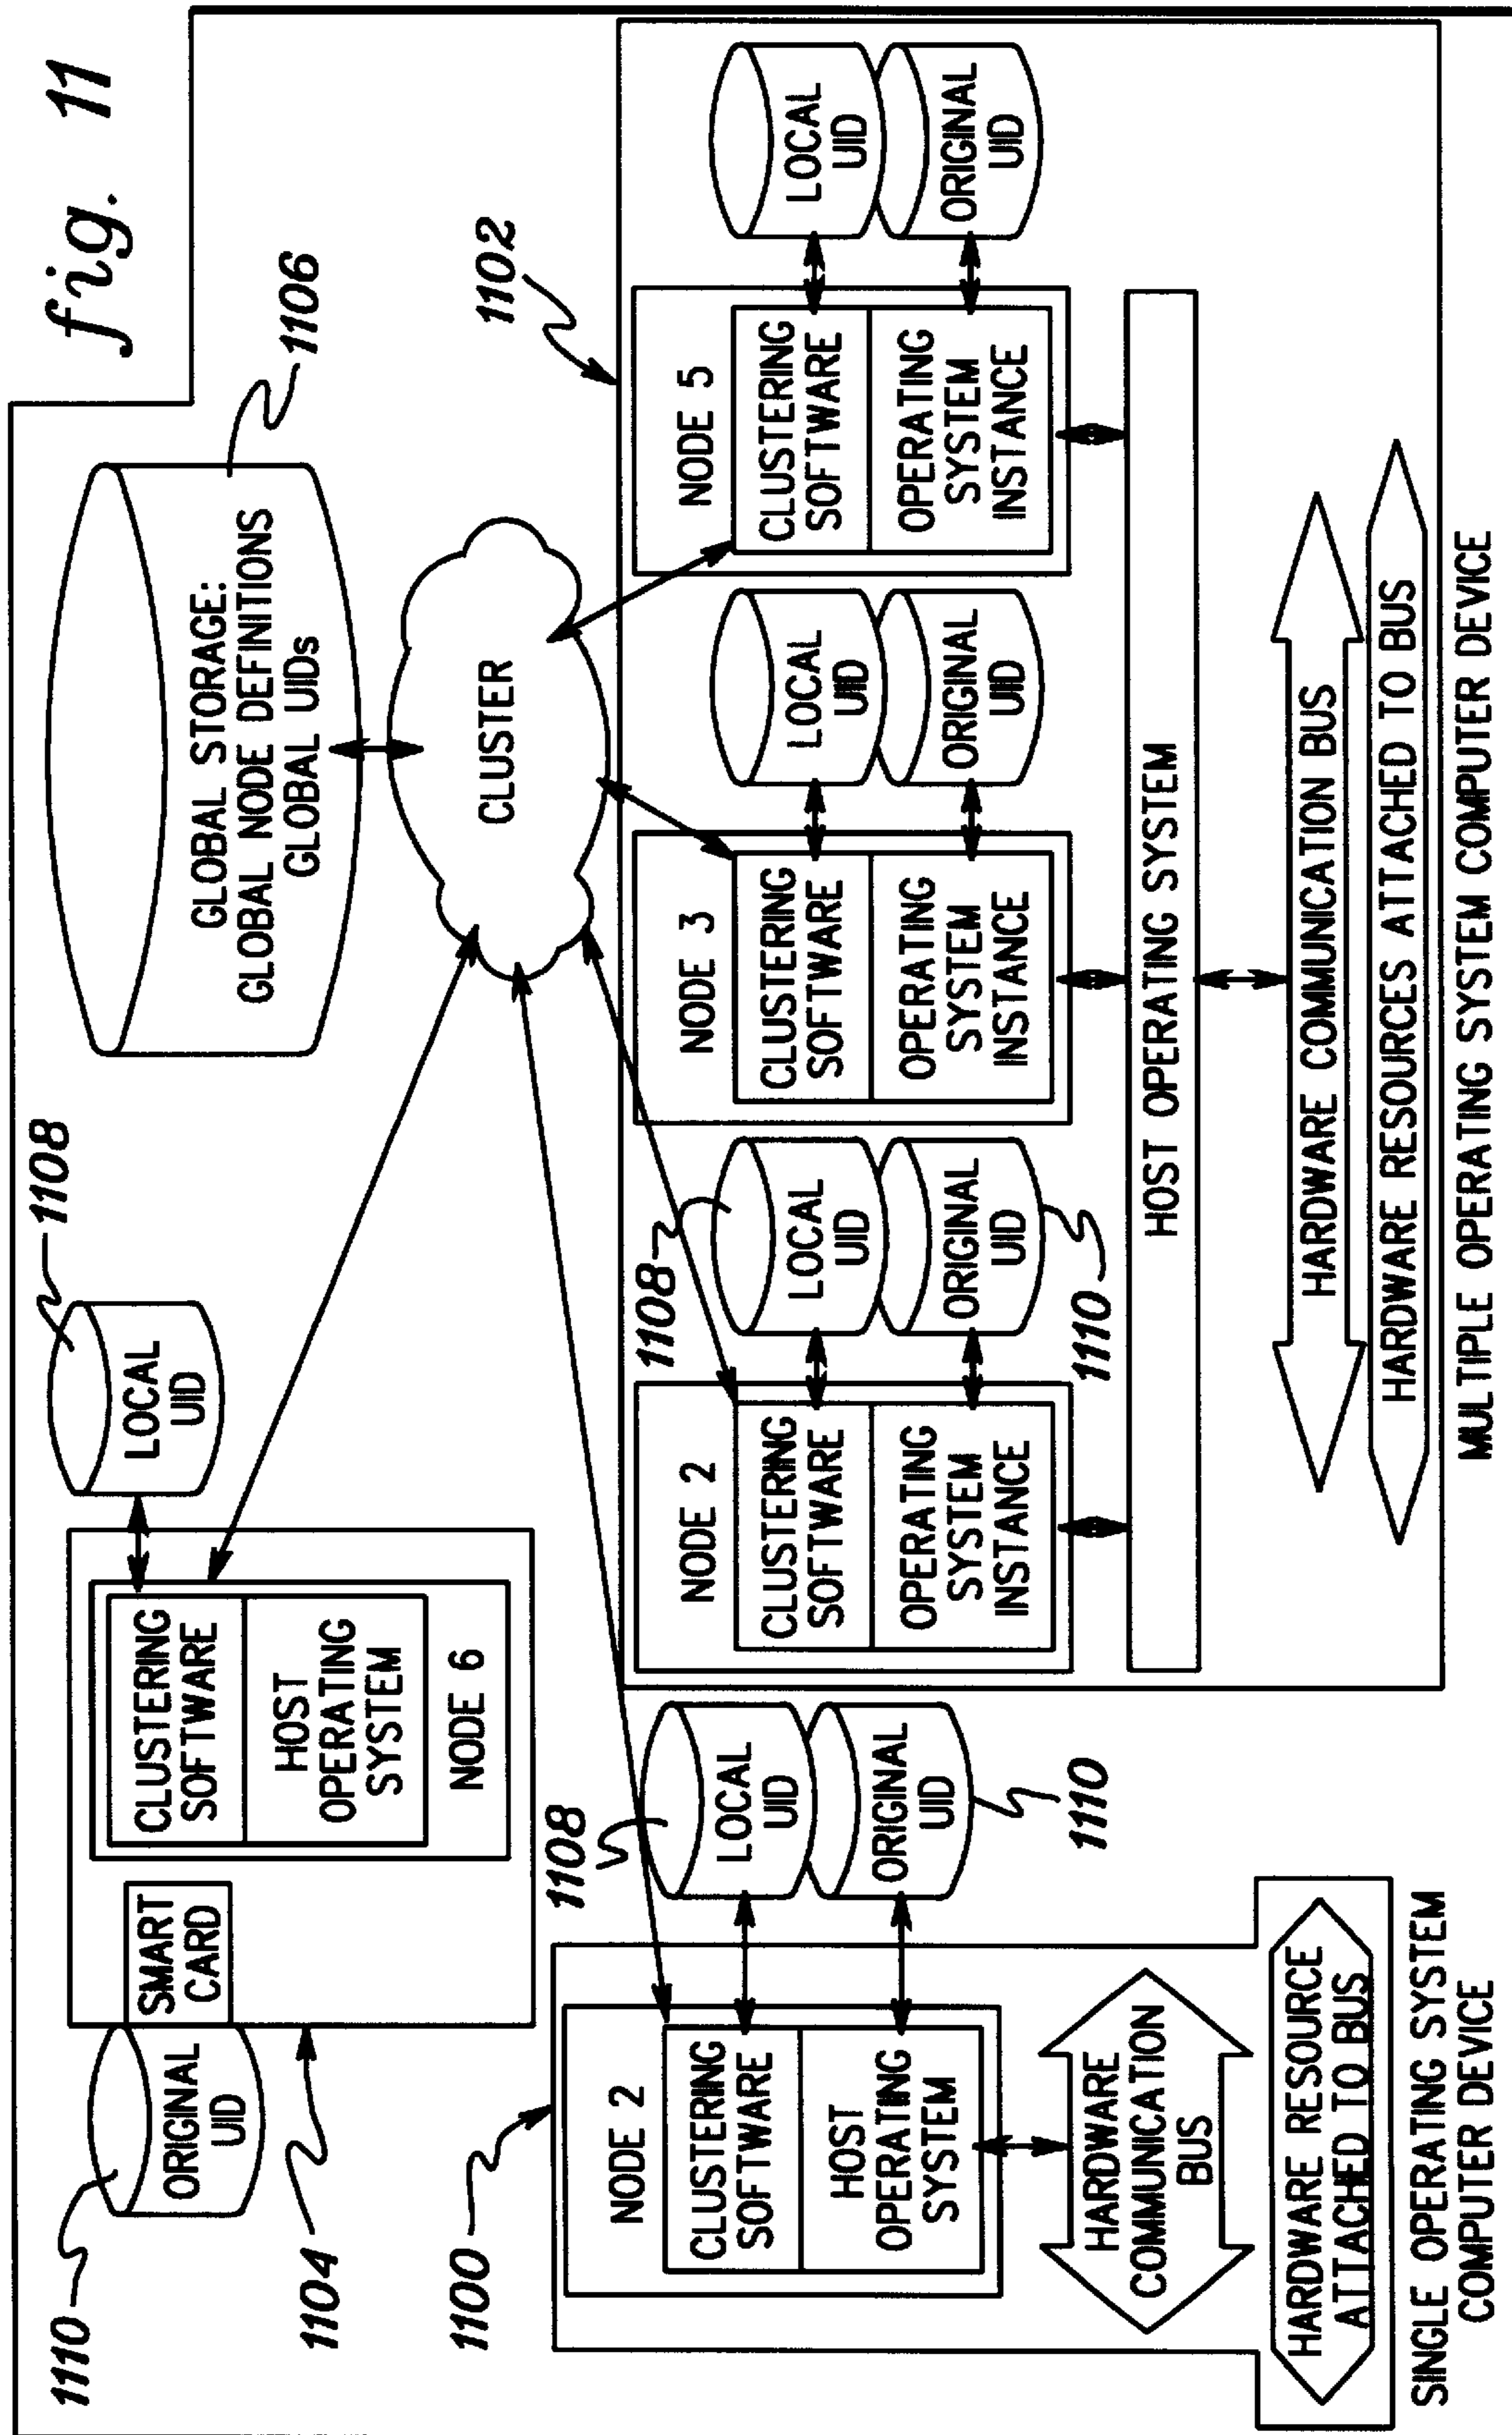 fig. 11
1110
ORIGINAL
UID
SMART
CARD
1104
CLUSTERING
SOFTWARE
HOST
OPERATING
SYSTEM
NODE 6
LOCAL
UID
1108
GLOBAL STORAGE:
GLOBAL NODE DEFINITIONS
GLOBAL UIDs
1106
CLUSTER
1102
1100
NODE 2
CLUSTERING
SOFTWARE
HOST
OPERATING
SYSTEM
1108
LOCAL
UID
ORIGINAL
UID
1110
HARDWARE
COMMUNICATION
BUS
HARDWARE RESOURCE
ATTACHED TO BUS
SINGLE OPERATING SYSTEM
COMPUTER DEVICE
NODE 2
CLUSTERING
SOFTWARE
OPERATING
SYSTEM
INSTANCE
1108
LOCAL
UID
ORIGINAL
UID
1110
NODE 3
CLUSTERING
SOFTWARE
OPERATING
SYSTEM
INSTANCE
LOCAL
UID
ORIGINAL
UID
NODE 5
CLUSTERING
SOFTWARE
OPERATING
SYSTEM
INSTANCE
LOCAL
UID
ORIGINAL
UID
HOST OPERATING SYSTEM
HARDWARE COMMUNICATION BUS
HARDWARE RESOURCES ATTACHED TO BUS
MULTIPLE OPERATING SYSTEM COMPUTER DEVICE